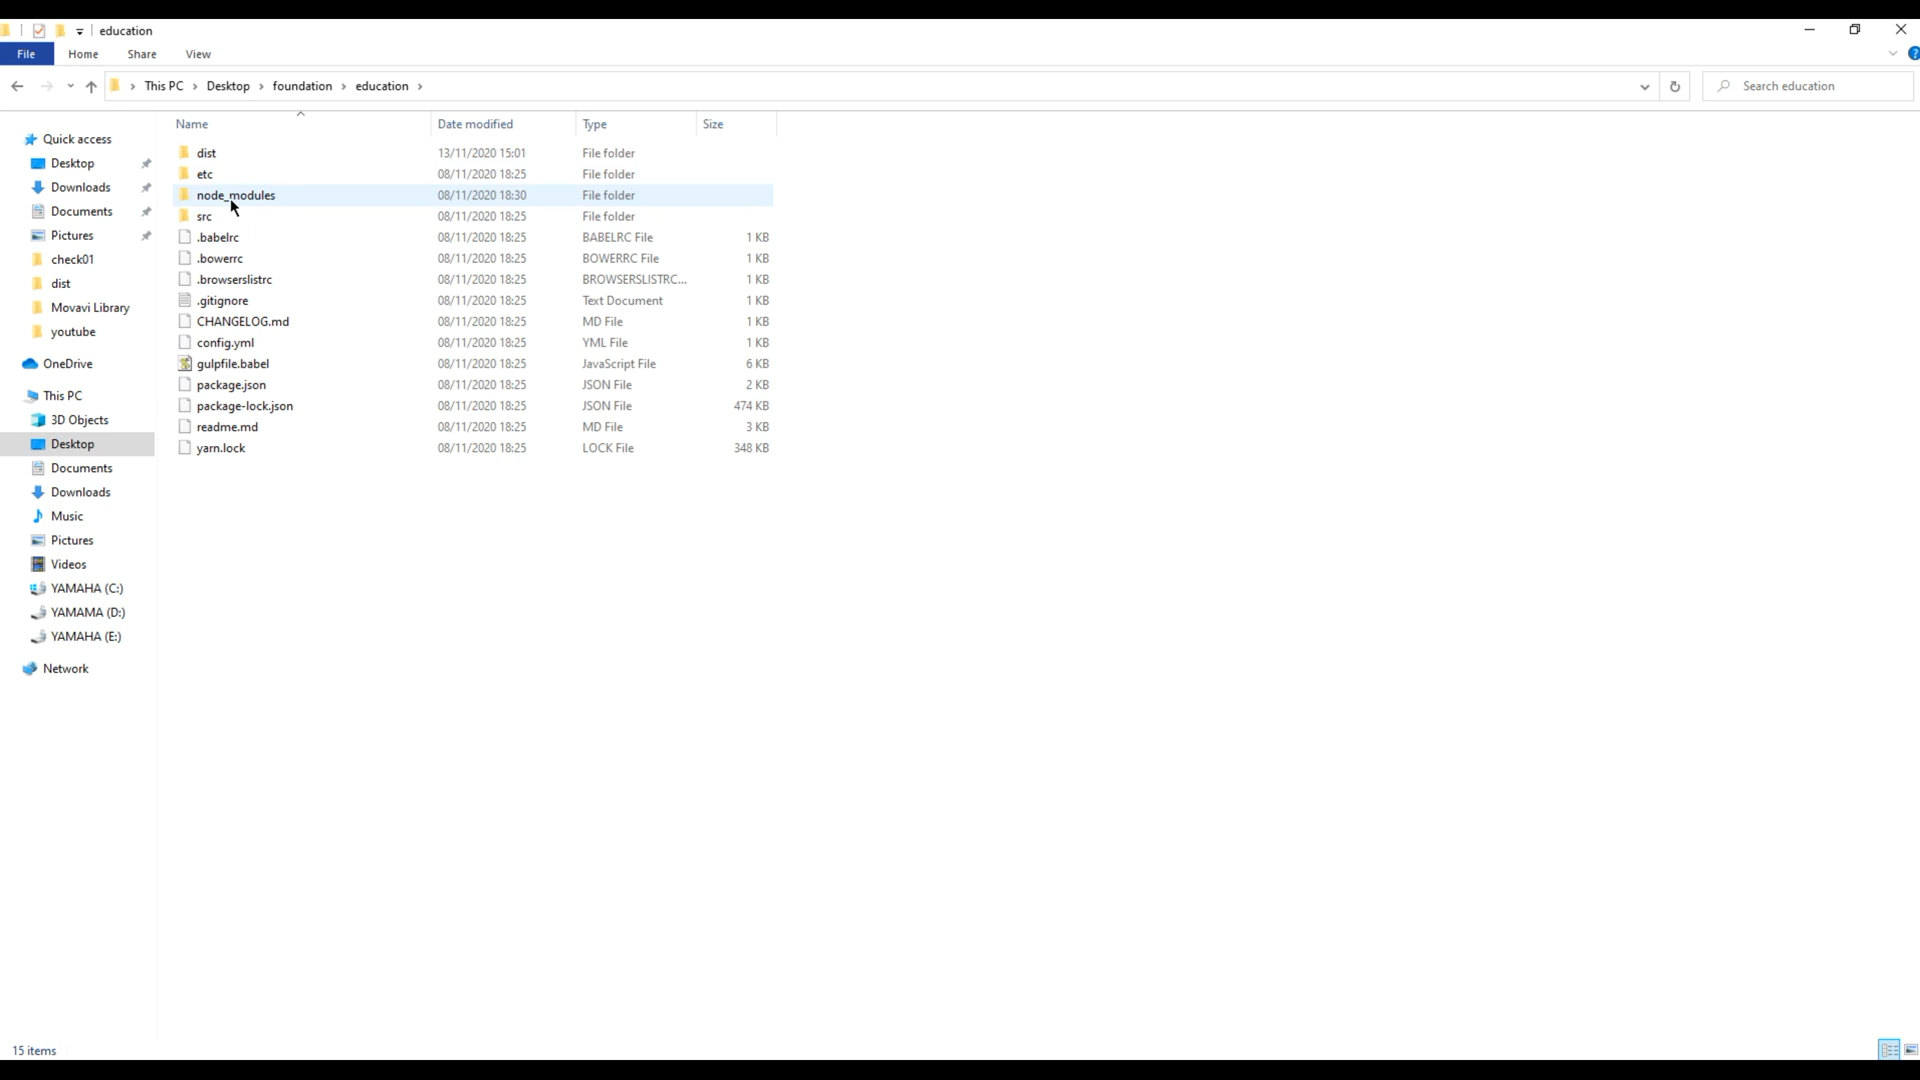 education
File Home Share View
This PC Desktop foundation education Search education
Name Date modified Type Size
Quick access
Desktop
Downloads
Documents
Pictures
check01
dist
Movavi Library
youtube
OneDrive
This PC
3D Objects
Desktop
Documents
Downloads
Music
Pictures
Videos
YAMAHA (C:)
YAMAMA (D:)
YAMAHA (E:)
Network
dist 13/11/2020 15:01 File folder
etc 08/11/2020 18:25 File folder
node_modules 08/11/2020 18:30 File folder
src 08/11/2020 18:25 File folder
.babelrc 08/11/2020 18:25 BABELRC File 1 KB
.bowerrc 08/11/2020 18:25 BOWERRC File 1 KB
.browserslistrc 08/11/2020 18:25 BROWSERSLISTRC... 1 KB
.gitignore 08/11/2020 18:25 Text Document 1 KB
CHANGELOG.md 08/11/2020 18:25 MD File 1 KB
config.yml 08/11/2020 18:25 YML File 1 KB
gulpfile.babel 08/11/2020 18:25 JavaScript File 6 KB
package.json 08/11/2020 18:25 JSON File 2 KB
package-lock.json 08/11/2020 18:25 JSON File 474 KB
readme.md 08/11/2020 18:25 MD File 3 KB
yarn.lock 08/11/2020 18:25 LOCK File 348 KB
15 items